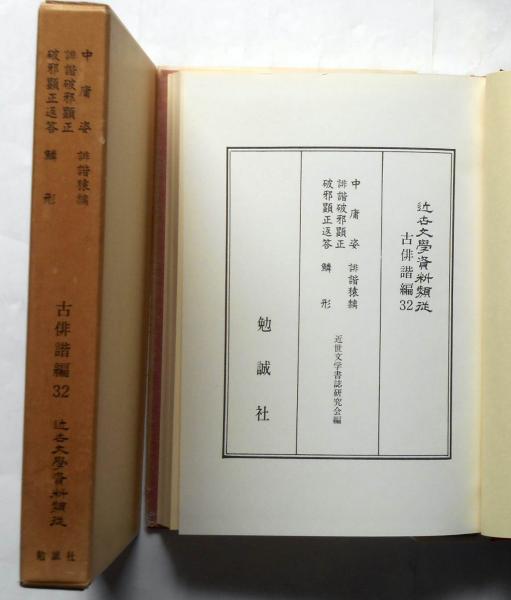 中庸姿 誹諧猿黐
誹諧破邪顕正
破邪顕正返答 鱗形
古俳諧編 32
近世文學資料類従
勉誠社
近世文學資料類従
古俳諧編 32
中庸姿 誹諧猿黐
誹諧破邪顕正
破邪顕正返答 鱗形
近世文学書誌研究会編
勉誠社